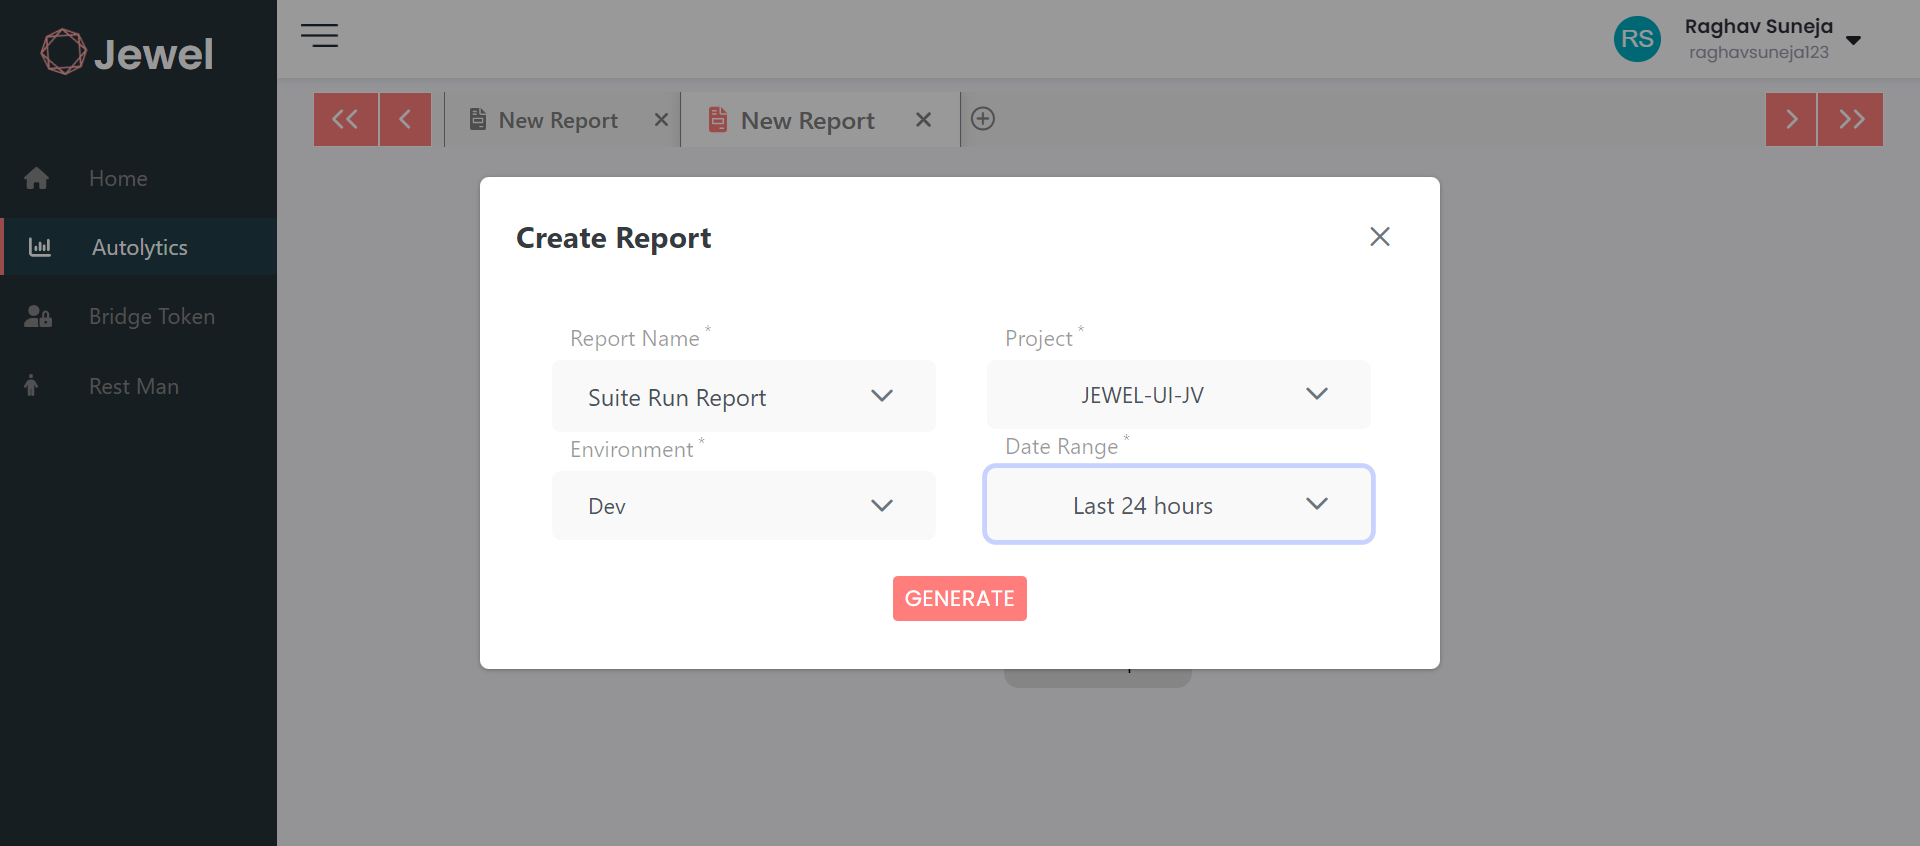 Jewel
RS
Raghav Suneja
raghavsuneja123
New Report
New Report
Home
Autolytics
Bridge Token
Rest Man
Create Report
Report Name *
Project *
Suite Run Report
JEWEL-UI-JV
Environment *
Date Range *
Dev
Last 24 hours
GENERATE